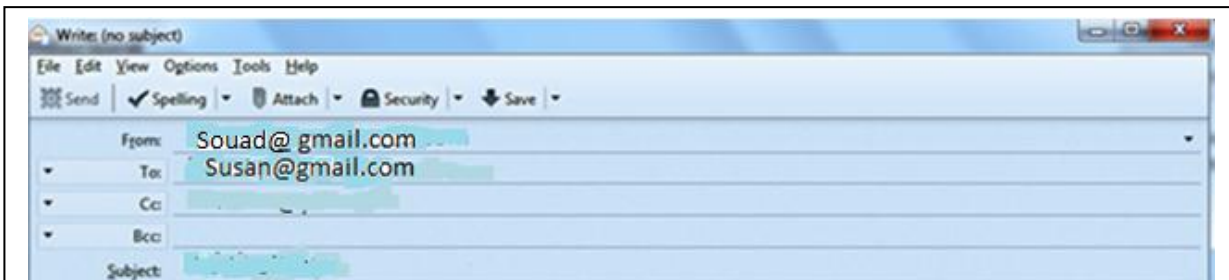 Write: (no subject)
File Edit View Options Tools Help
Send Spelling Attach Security Save
From: Souad@ gmail.com
To: Susan@gmail.com
Cc:
Bcc:
Subject: